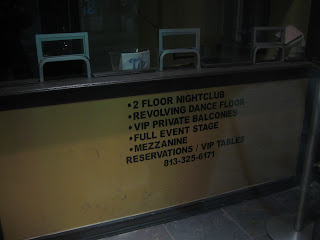 •2 FLOOR NIGHTCLUB
•REVOLVING DANCE FLOOR
•VIP PRIVATE BALCONIES
•FULL EVENT STAGE
•MEZZANINE
RESERVATIONS / VIP TABLES
813-325-6171